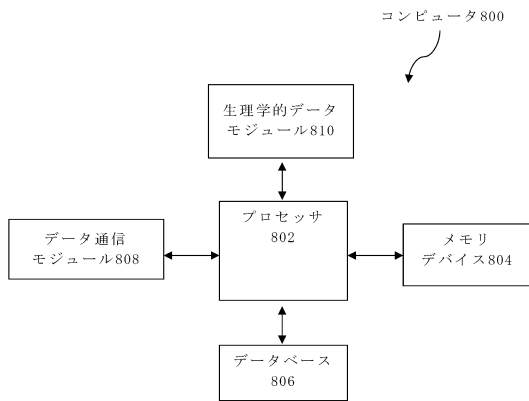 コンピュータ800
生理学的データ
モジュール810
プロセッサ
802
データ通信
モジュール808
メモリ
デバイス804
データベース
806